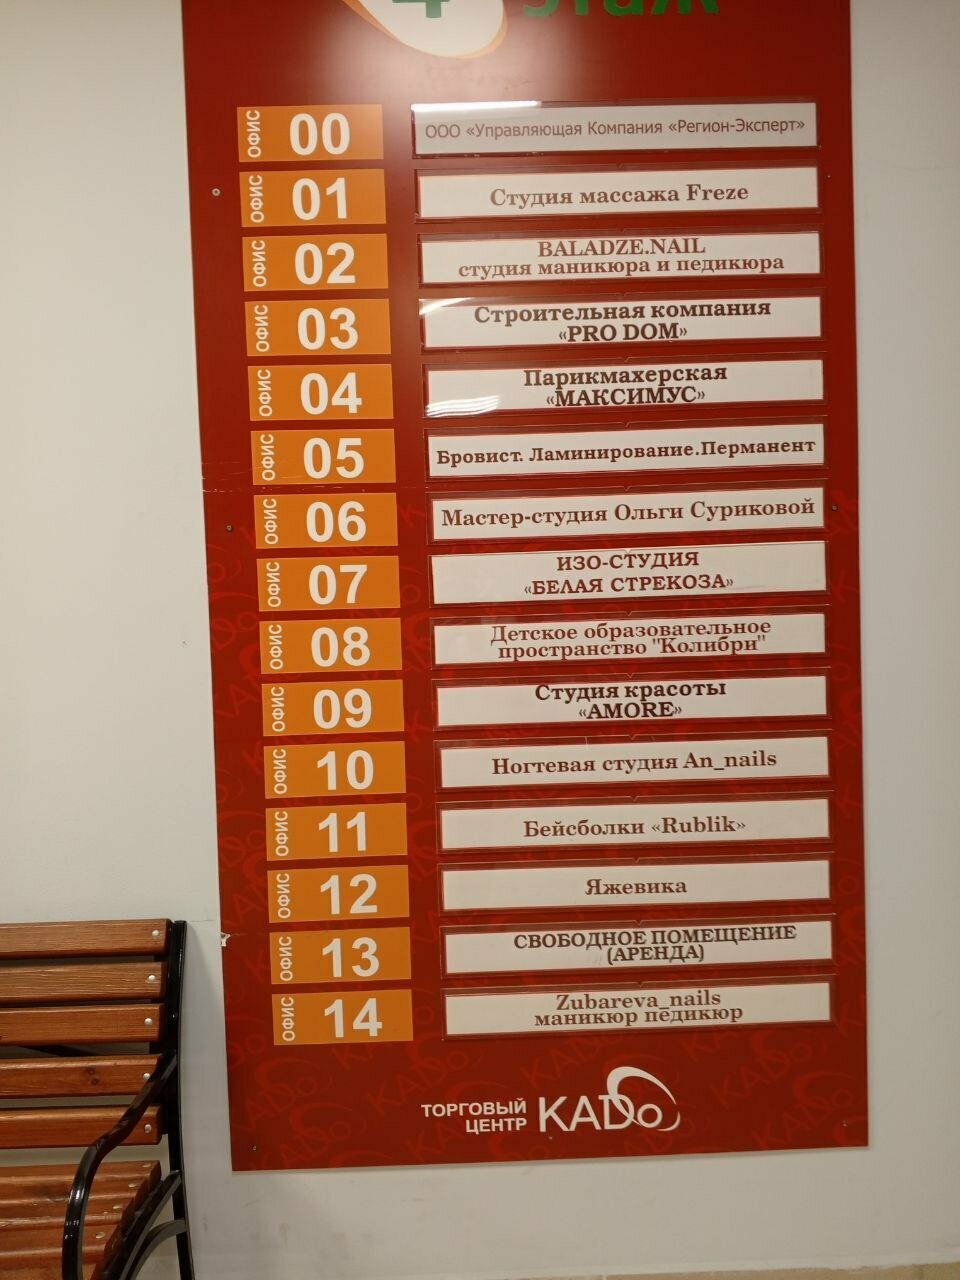 4 этаж
ОФИС 00 ООО «Управляющая Компания «Регион-Эксперт»
ОФИС 01 Студия массажа Freze
ОФИС 02 BALADZE.NAIL
студия маникюра и педикюра
ОФИС 03 Строительная компания
«PRO DOM»
ОФИС 04 Парикмахерская
«МАКСИМУС»
ОФИС 05 Бровист. Ламинирование.Перманент
ОФИС 06 Мастер-студия Ольги Суриковой
ОФИС 07 ИЗО-СТУДИЯ
«БЕЛАЯ СТРЕКОЗА»
ОФИС 08 Детское образовательное
пространство "Колибри"
ОФИС 09 Студия красоты
«AMORE»
ОФИС 10 Ногтевая студия An_nails
ОФИС 11 Бейсболки «Rublik»
ОФИС 12 Яжевика
ОФИС 13 СВОБОДНОЕ ПОМЕЩЕНИЕ
(АРЕНДА)
ОФИС 14 Zubareva_nails
маникюр педикюр
ТОРГОВЫЙ
ЦЕНТР KADO